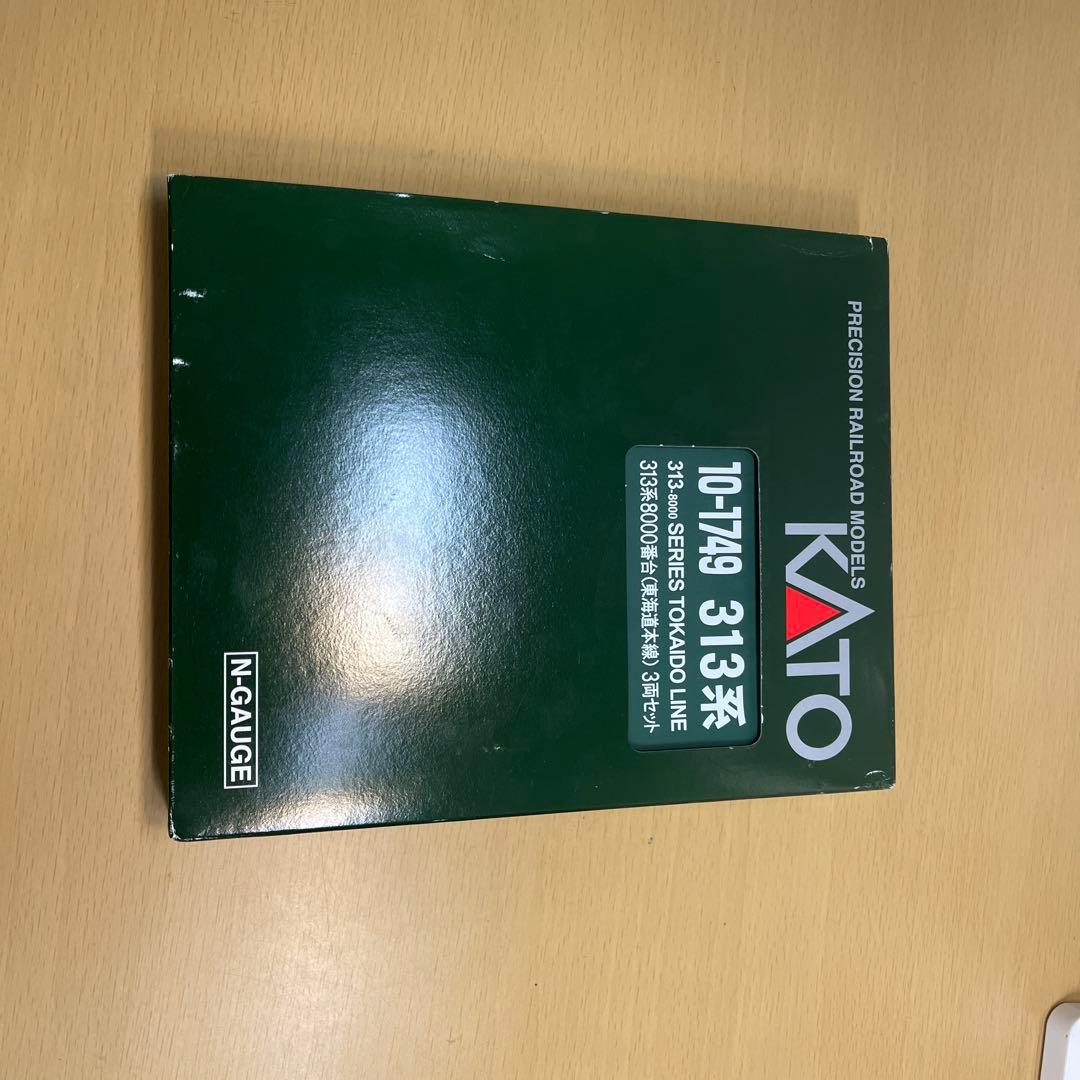 PRECISION RAILROAD MODELS
KATO
10-1749 313系
313-8000 SERIES TOKAIDO LINE
313系8000番台(東海道本線)3両セット
N-GAUGE